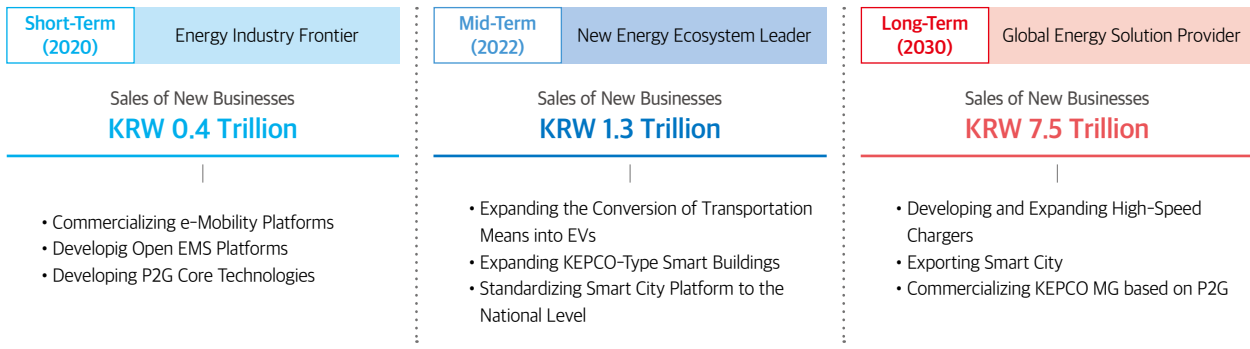 Short-Term
(2020)
Energy Industry Frontier
Sales of New Businesses
KRW 0.4 Trillion
• Commercializing e-Mobility Platforms
• Developig Open EMS Platforms
• Developing P2G Core Technologies
Mid-Term
(2022)
New Energy Ecosystem Leader
Sales of New Businesses
KRW 1.3 Trillion
• Expanding the Conversion of Transportation
Means into EVs
• Expanding KEPCO-Type Smart Buildings
• Standardizing Smart City Platform to the
National Level
Long-Term
(2030)
Global Energy Solution Provider
Sales of New Businesses
KRW 7.5 Trillion
• Developing and Expanding High-Speed
Chargers
• Exporting Smart City
• Commercializing KEPCO MG based on P2G